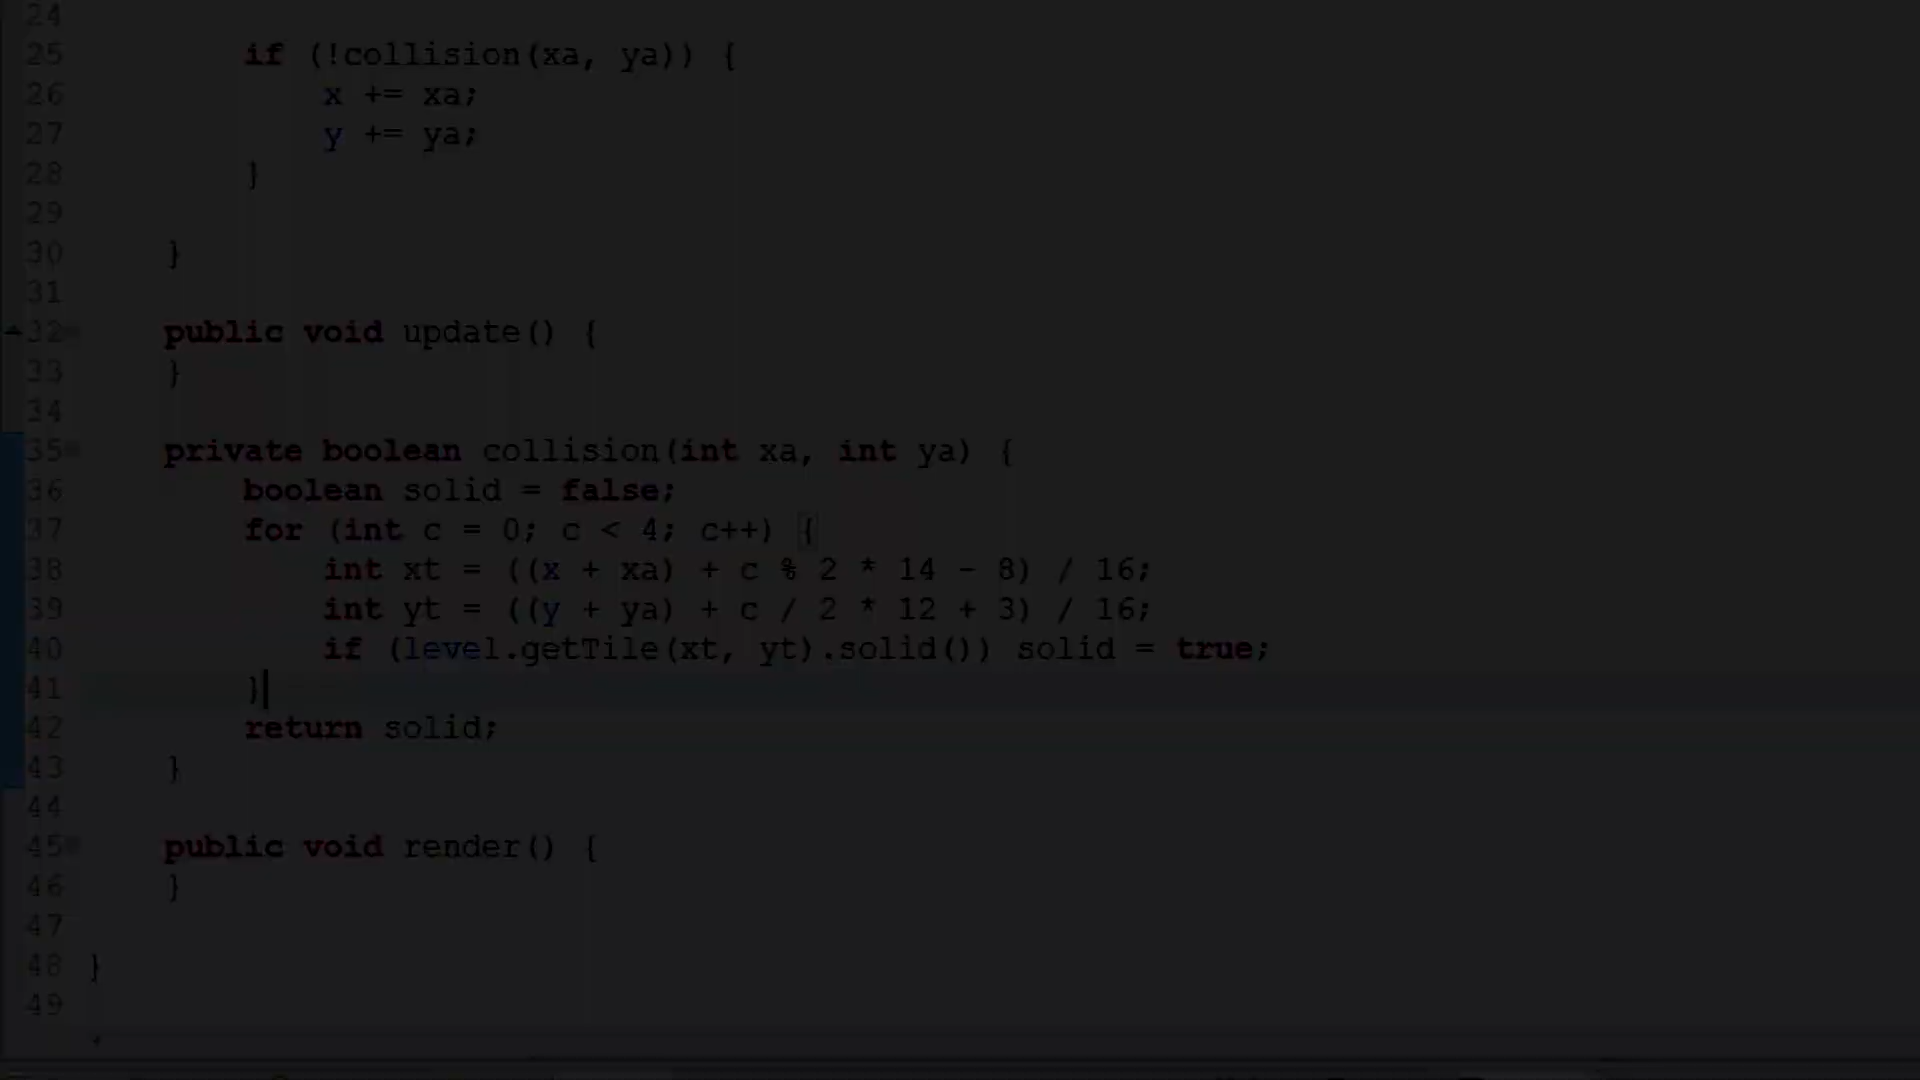 24
25 if (!collision(xa, ya)) {
26 x += xa;
27 y += ya;
28 }
29
30 }
31
32 public void update() {
33 }
34
35 private boolean collision(int xa, int ya) {
36 boolean solid = false;
37 for (int c = 0; c < 4; c++) {
38 int xt = ((x + xa) + c % 2 * 14 - 8) / 16;
39 int yt = ((y + ya) + c / 2 * 12 + 3) / 16;
40 if (level.getTile(xt, yt).solid()) solid = true;
41 }
42 return solid;
43 }
44
45 public void render() {
46 }
47
48 }
49